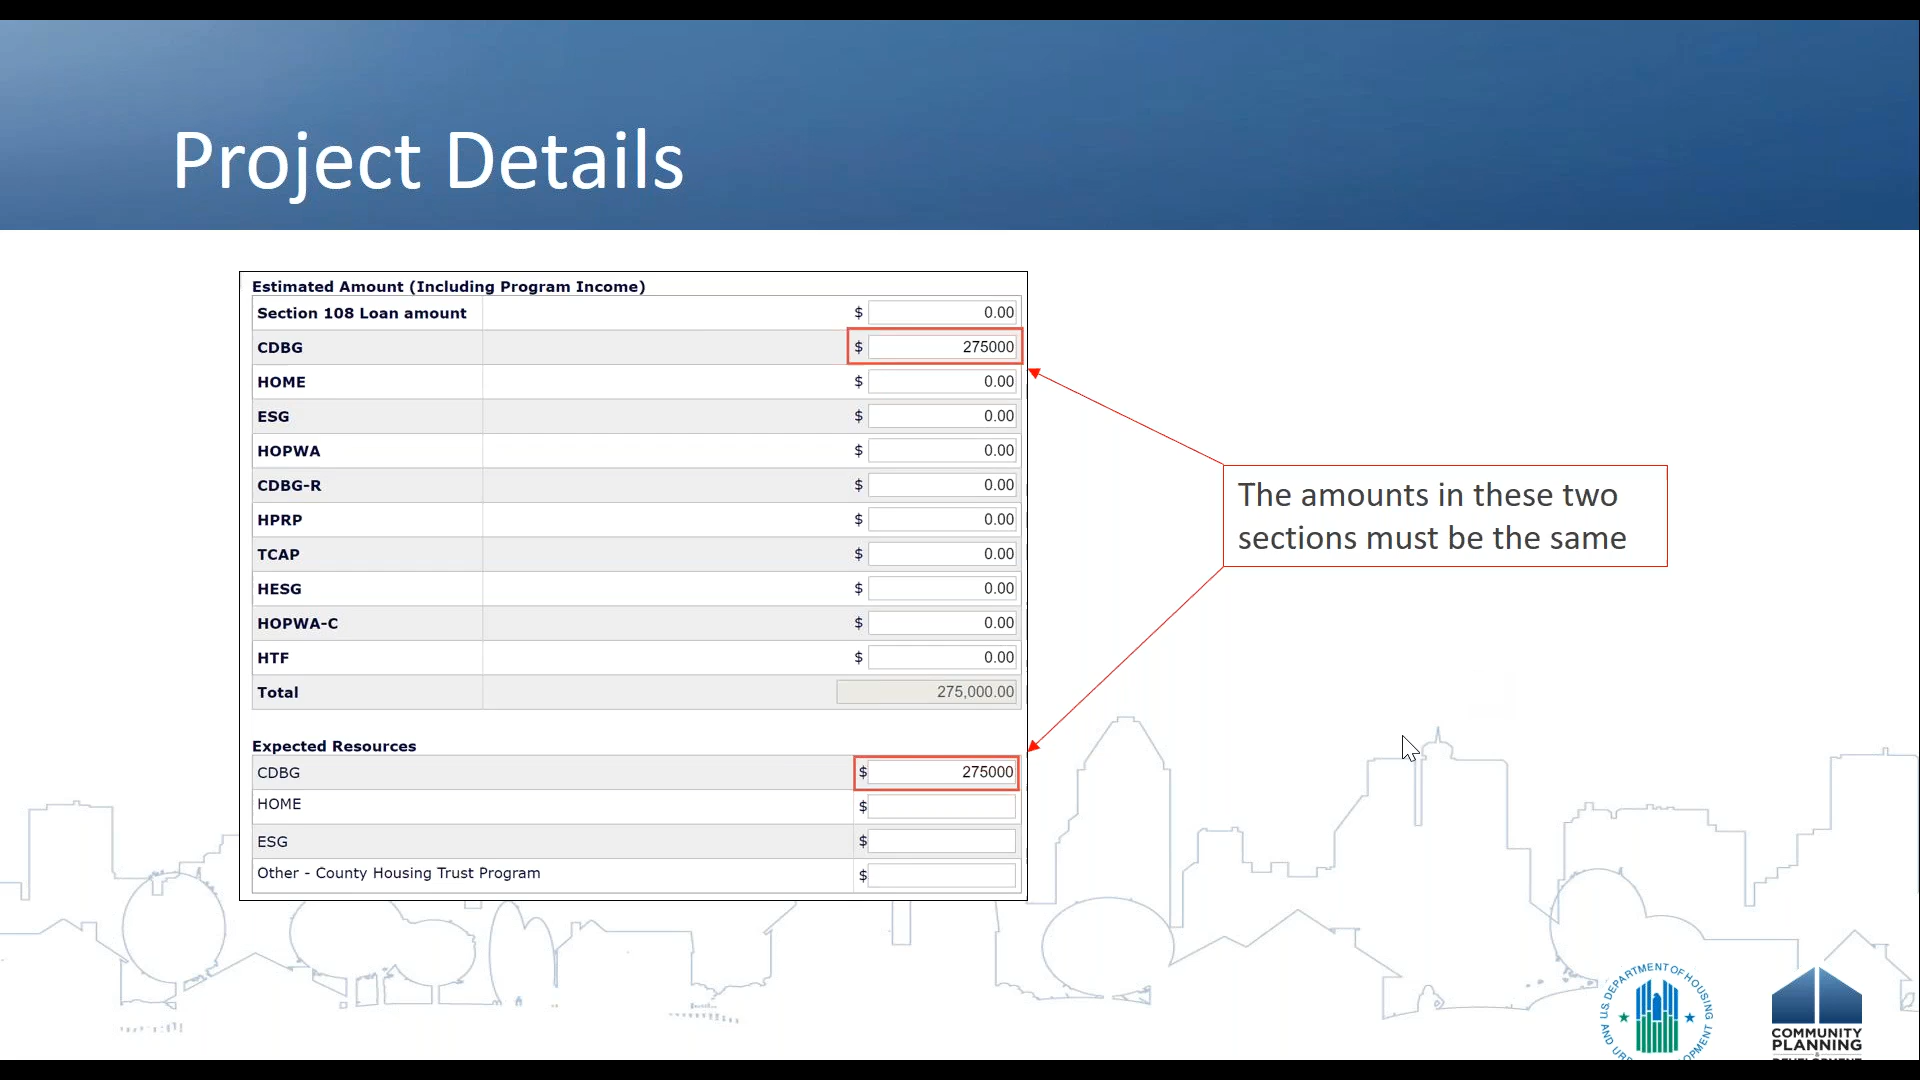 Project Details
Estimated Amount (Including Program Income)
Section 108 Loan amount $ 0.00
CDBG $ 275000
HOME $ 0.00
ESG $ 0.00
HOPWA $ 0.00
CDBG-R $ 0.00
HPRP $ 0.00
TCAP $ 0.00
HESG $ 0.00
HOPWA-C $ 0.00
HTF $ 0.00
Total 275,000.00
The amounts in these two
sections must be the same
Expected Resources
CDBG $ 275000
HOME $
ESG $
Other - County Housing Trust Program $
U.S. DEPARTMENT OF HOUSING
COMMUNITY
PLANNING